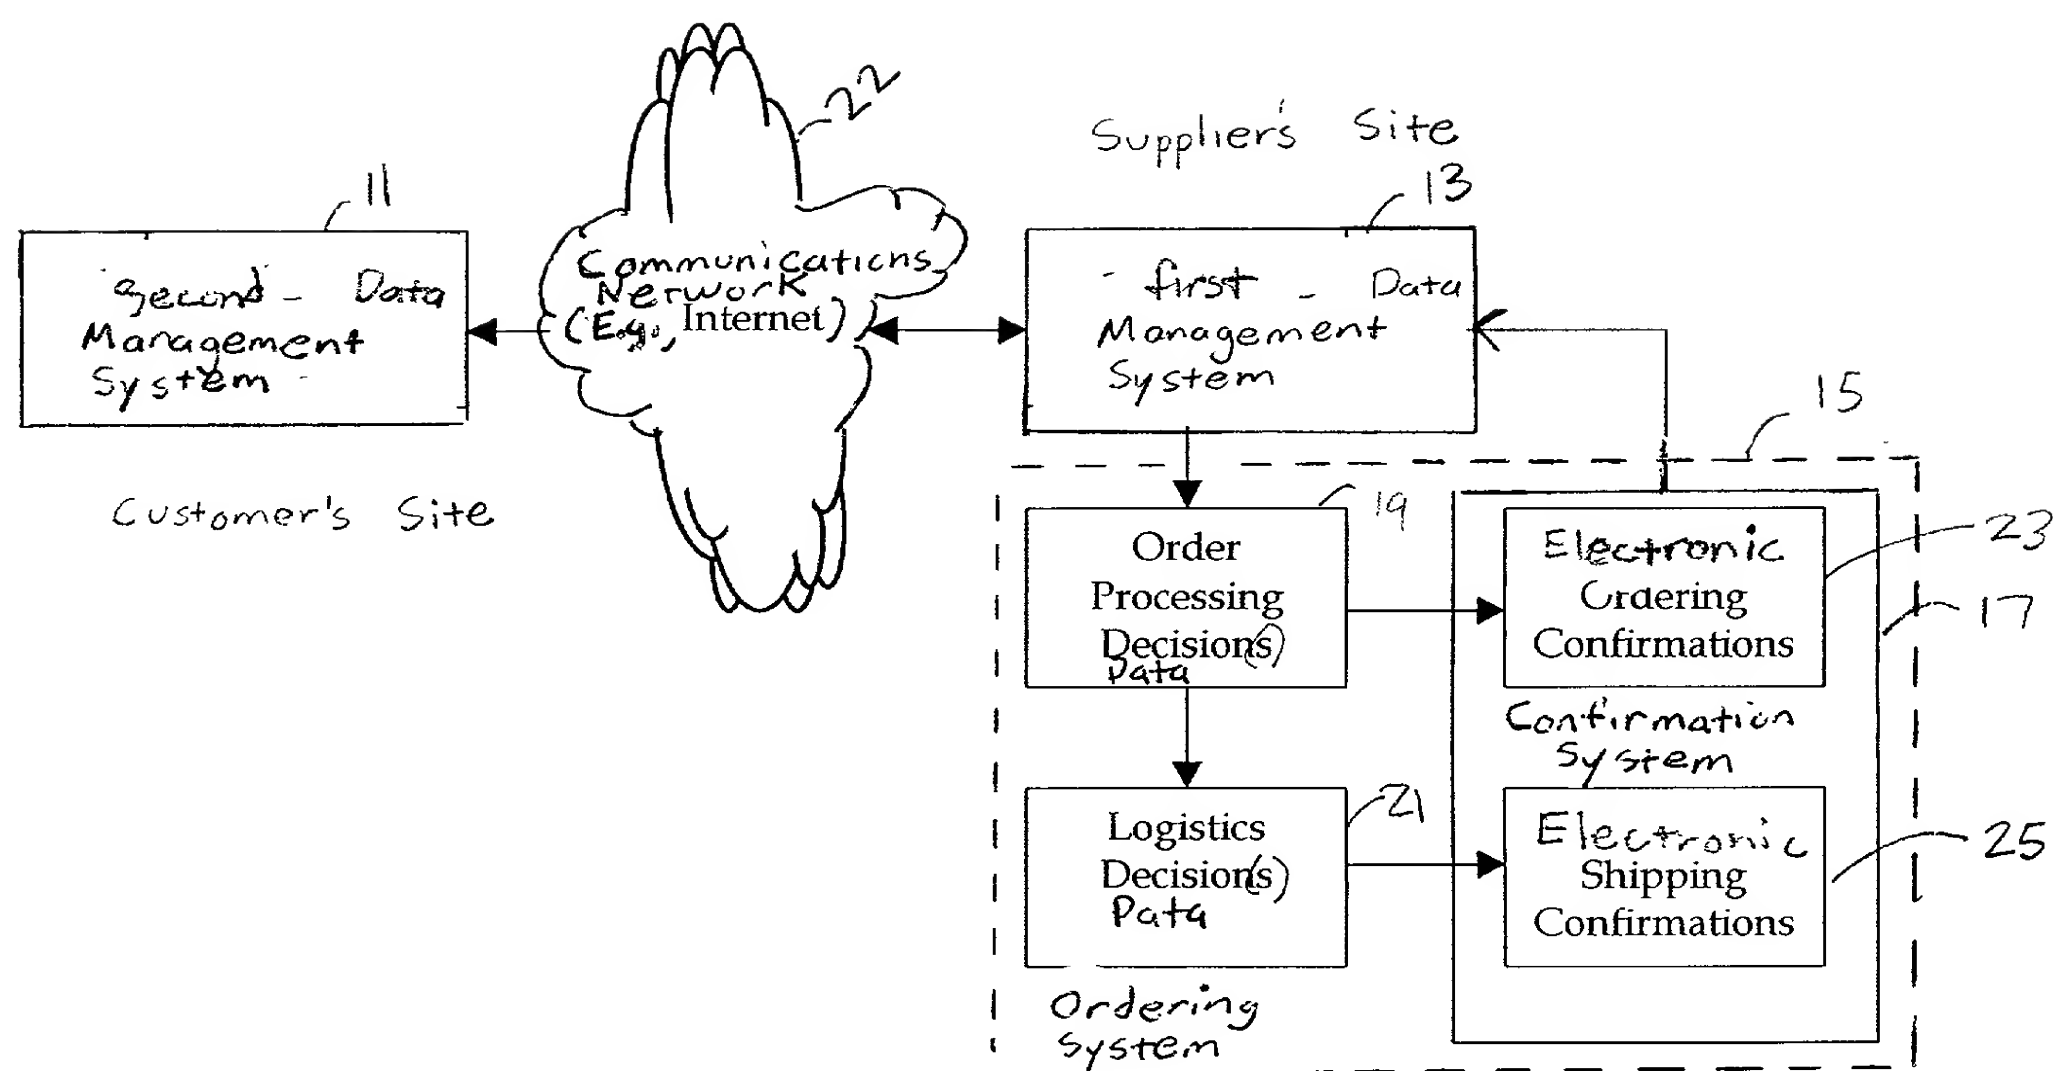 22
Supplier's Site
11
13
Second - Data
Management
System
Communications
Network
(E.g., Internet)
first - Data
Management
System
15
Customer's Site
19
Order
Processing
Decision(s)
Data
Electronic
Ordering
Confirmations
23
17
Confirmation
System
21
Logistics
Decision(s)
Data
Electronic
Shipping
Confirmations
25
Ordering
System